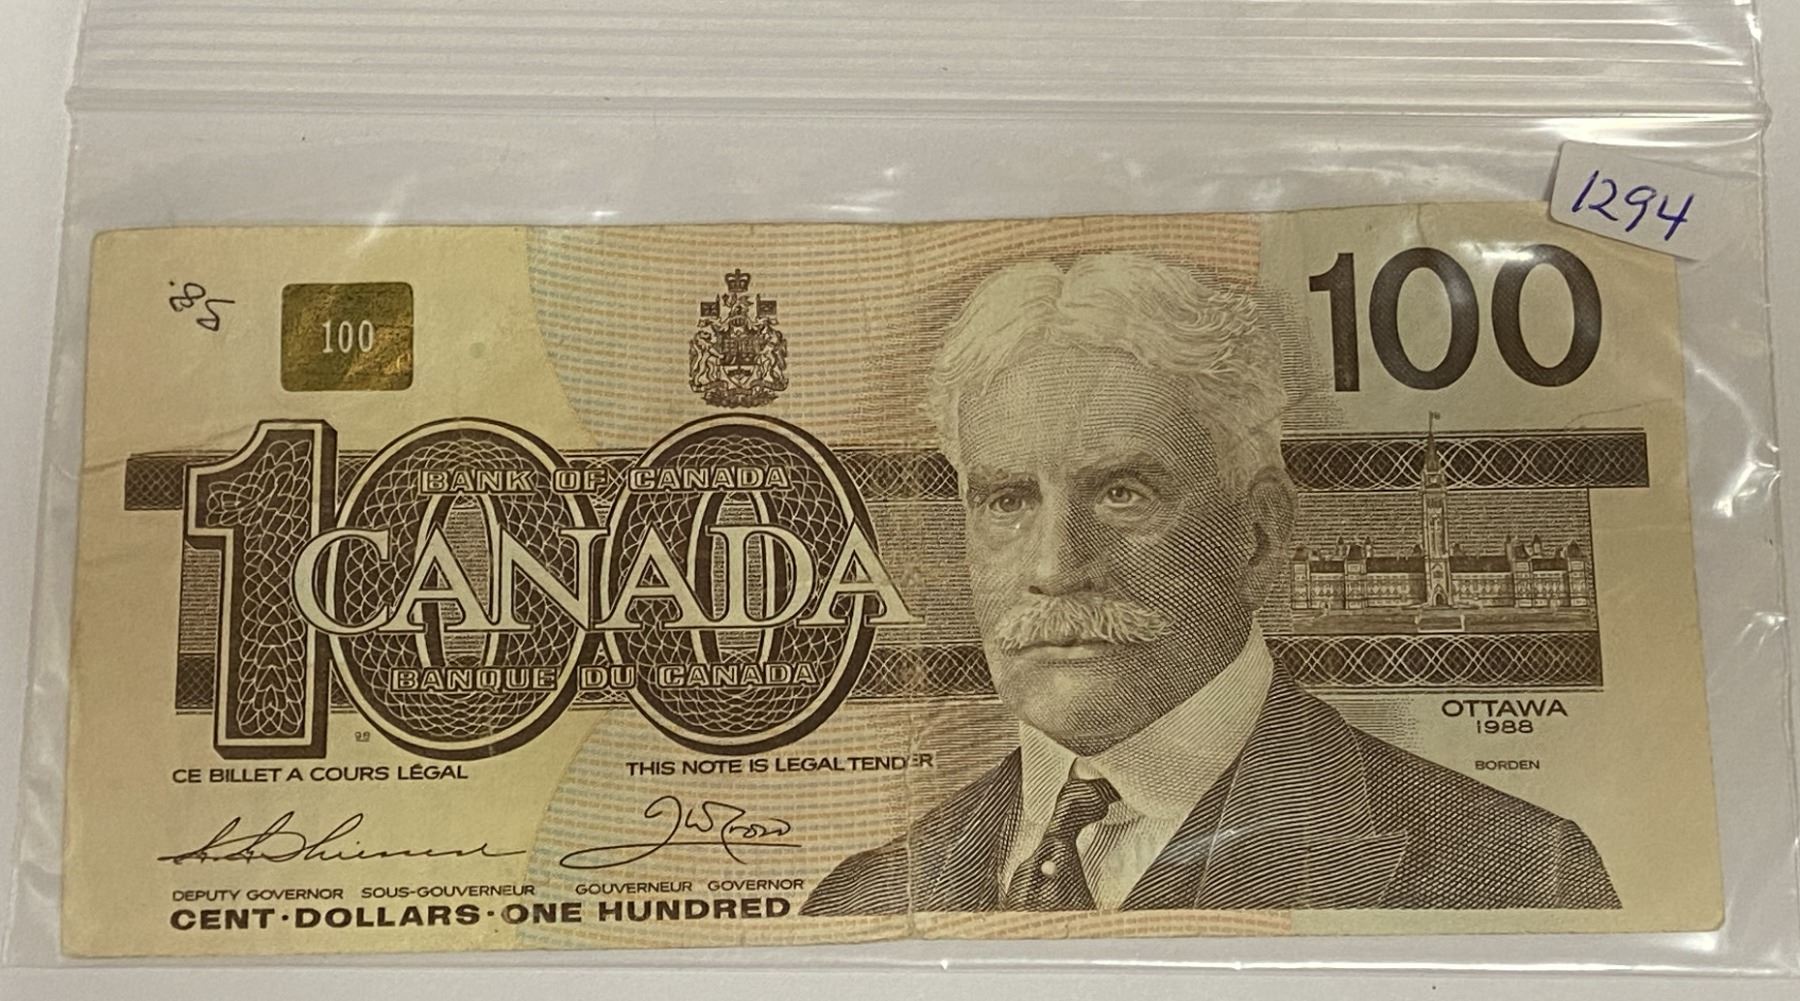 1294
100
100
100
BANK OF CANADA
CANADA
BANQUE DU CANADA
OTTAWA
1988
BORDEN
CE BILLET A COURS LÉGAL
THIS NOTE IS LEGAL TENDER
DEPUTY GOVERNOR SOUS-GOUVERNEUR
GOUVERNEUR GOVERNOR
CENT·DOLLARS·ONE HUNDRED